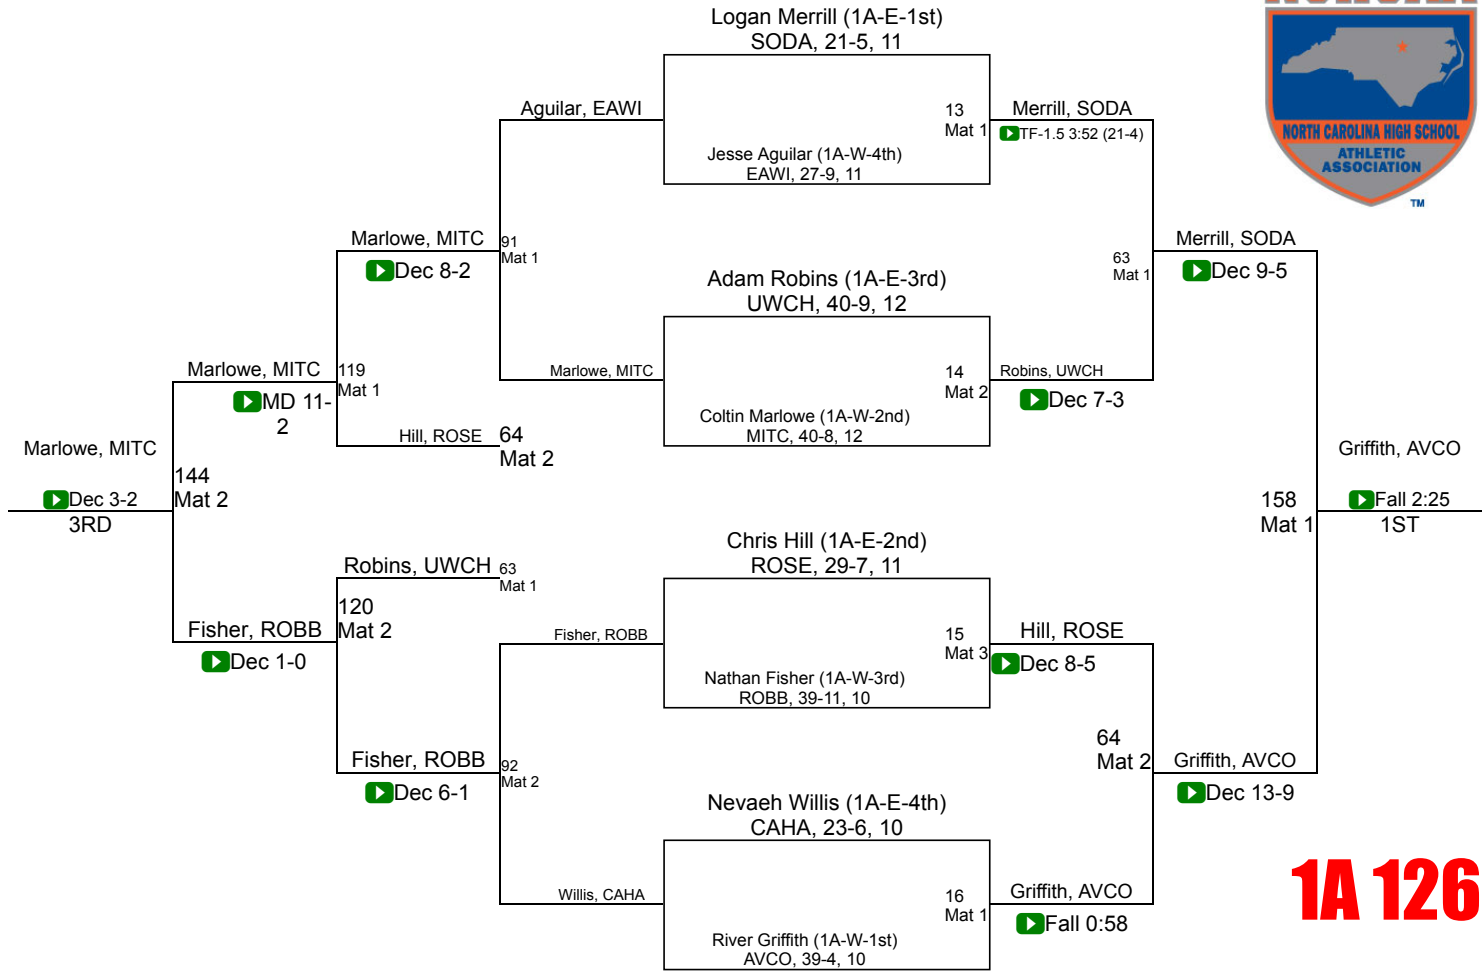 Logan Merrill (1A-E-1st)
SODA, 21-5, 11
Aguilar, EAWI
13
Mat 1
Merrill, SODA
TF-1.5 3:52 (21-4)
Jesse Aguilar (1A-W-4th)
EAWI, 27-9, 11
NORTH CAROLINA HIGH SCHOOL
ATHLETIC
ASSOCIATION
TM
Marlowe, MITC
Dec 8-2
91
Mat 1
63
Mat 1
Merrill, SODA
Dec 9-5
Adam Robins (1A-E-3rd)
UWCH, 40-9, 12
Marlowe, MITC
MD 11-
2
119
Mat 1
Marlowe, MITC
14
Mat 2
Robins, UWCH
Dec 7-3
Coltin Marlowe (1A-W-2nd)
MITC, 40-8, 12
Hill, ROSE
64
Mat 2
Marlowe, MITC
Dec 3-2
3RD
144
Mat 2
158
Mat 1
Griffith, AVCO
Fall 2:25
1ST
Chris Hill (1A-E-2nd)
ROSE, 29-7, 11
Robins, UWCH
63
Mat 1
120
Mat 2
Fisher, ROBB
Dec 1-0
Fisher, ROBB
15
Mat 3
Hill, ROSE
Dec 8-5
Nathan Fisher (1A-W-3rd)
ROBB, 39-11, 10
Fisher, ROBB
Dec 6-1
92
Mat 2
64
Mat 2
Griffith, AVCO
Dec 13-9
Nevaeh Willis (1A-E-4th)
CAHA, 23-6, 10
Willis, CAHA
16
Mat 1
Griffith, AVCO
Fall 0:58
River Griffith (1A-W-1st)
AVCO, 39-4, 10
1A 126